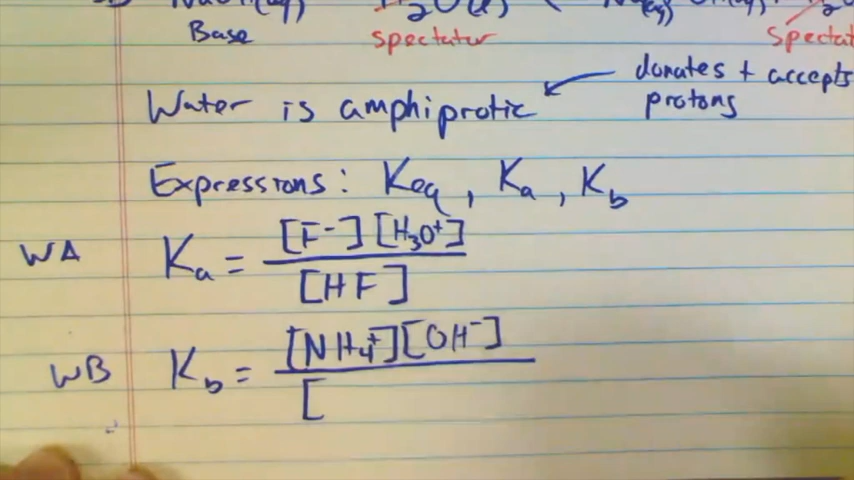 Base spectator Spectat
Water is amphiprotic donates + accepts
protons
Expressions: Keq, Ka, Kb
WA Ka = [F-][H3O+]
[HF]
WB Kb = [NH4+][OH-]
[